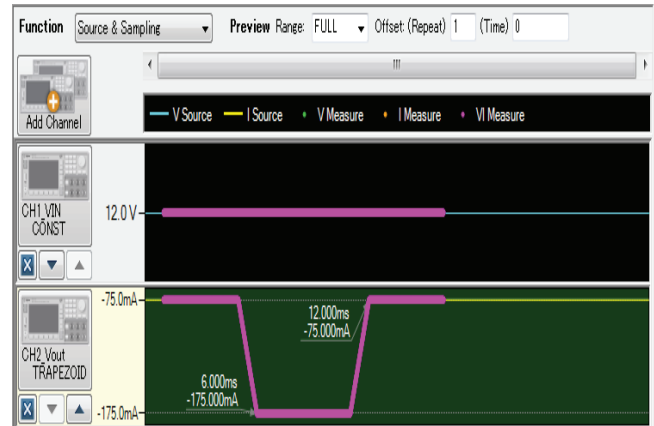 Function Source & Sampling Preview Range: FULL Offset: (Repeat) 1 (Time) 0
Add Channel
V Source I Source V Measure I Measure VI Measure
CH1_VIN
CONST
12.0 V
-75.0mA
12.000ms
-75.000mA
CH2_Vout
TRAPEZOID
6.000ms
-175.000mA
-175.0mA